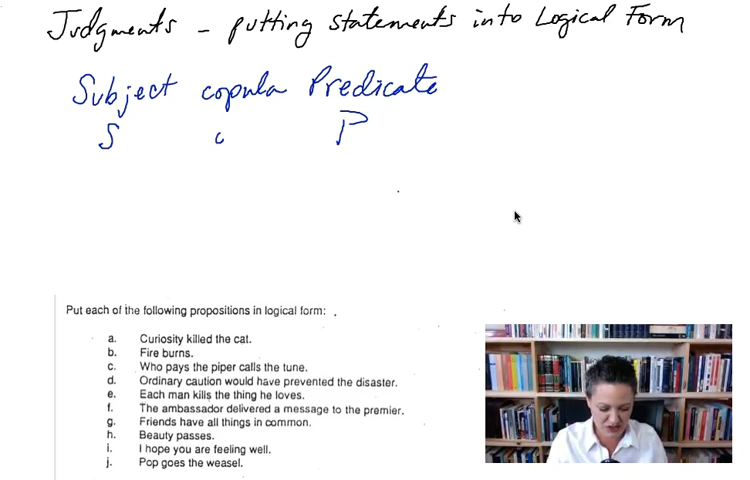 Judgments - putting statements into Logical Form
Subject copula Predicate
S c P
Put each of the following propositions in logical form:
a. Curiosity killed the cat.
b. Fire burns.
c. Who pays the piper calls the tune.
d. Ordinary caution would have prevented the disaster.
e. Each man kills the thing he loves.
f. The ambassador delivered a message to the premier.
g. Friends have all things in common.
h. Beauty passes.
i. I hope you are feeling well.
j. Pop goes the weasel.